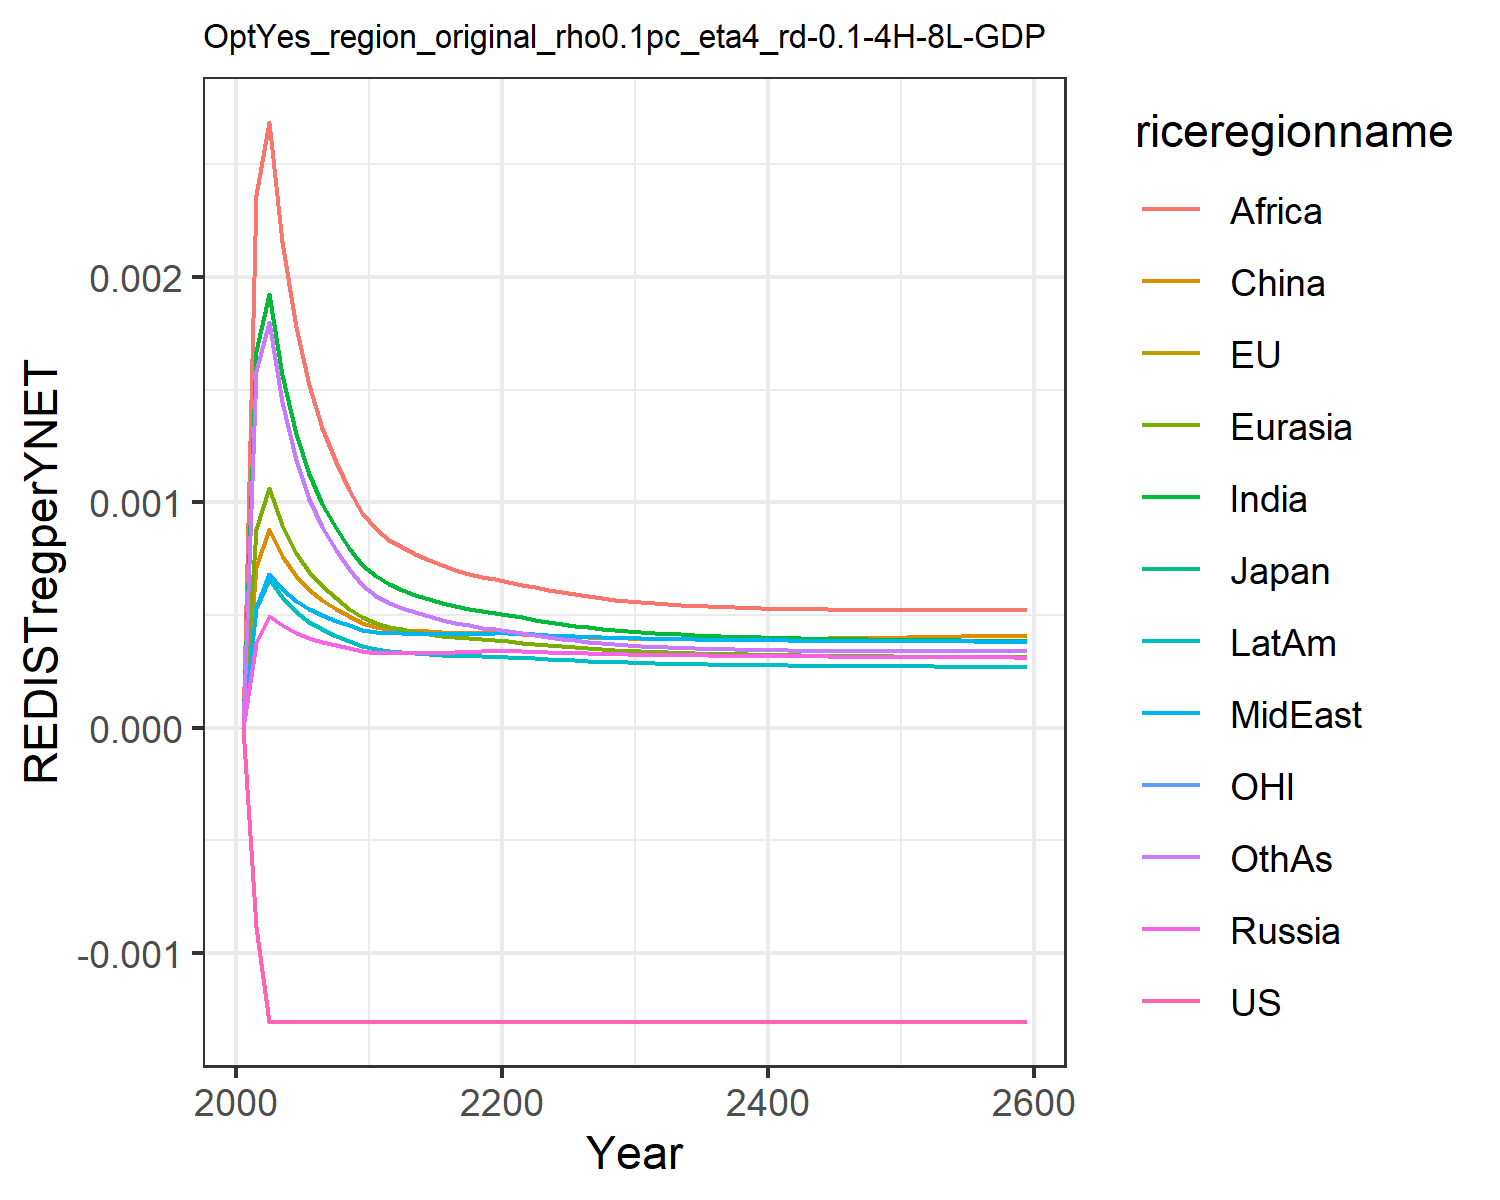 OptYes_region_original_rho0.1pc_eta4_rd-0.1-4H-8L-GDP
riceregionname
Africa
China
EU
Eurasia
India
Japan
LatAm
MidEast
OHI
OthAs
Russia
US
REDISTregperYNET
0.002
0.001
0.000
-0.001
2000
2200
2400
2600
Year